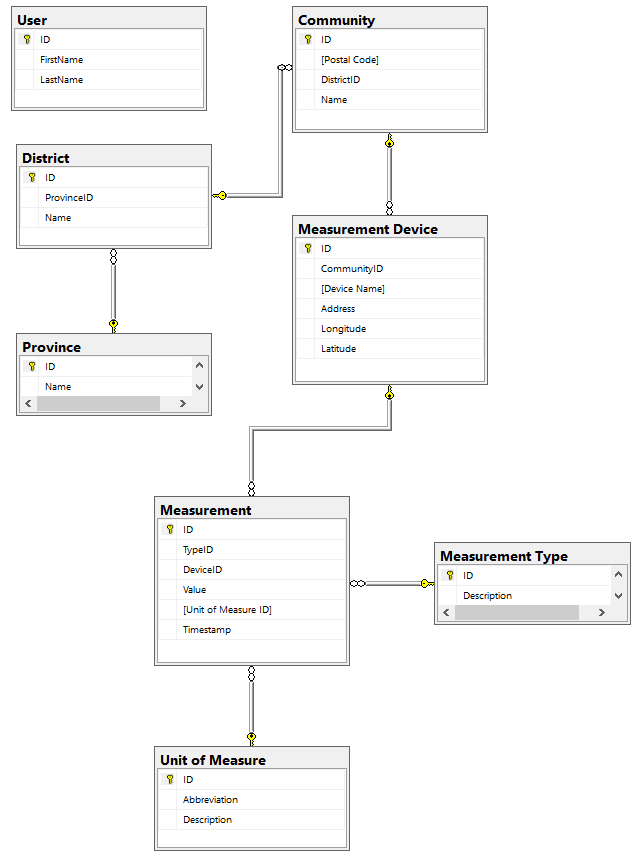 User
ID
FirstName
LastName
Community
ID
[Postal Code]
DistrictID
Name
District
ID
ProvinceID
Name
Measurement Device
ID
CommunityID
[Device Name]
Address
Longitude
Latitude
Province
ID
Name
Measurement
ID
TypeID
DeviceID
Value
[Unit of Measure ID]
Timestamp
Measurement Type
ID
Description
Unit of Measure
ID
Abbreviation
Description